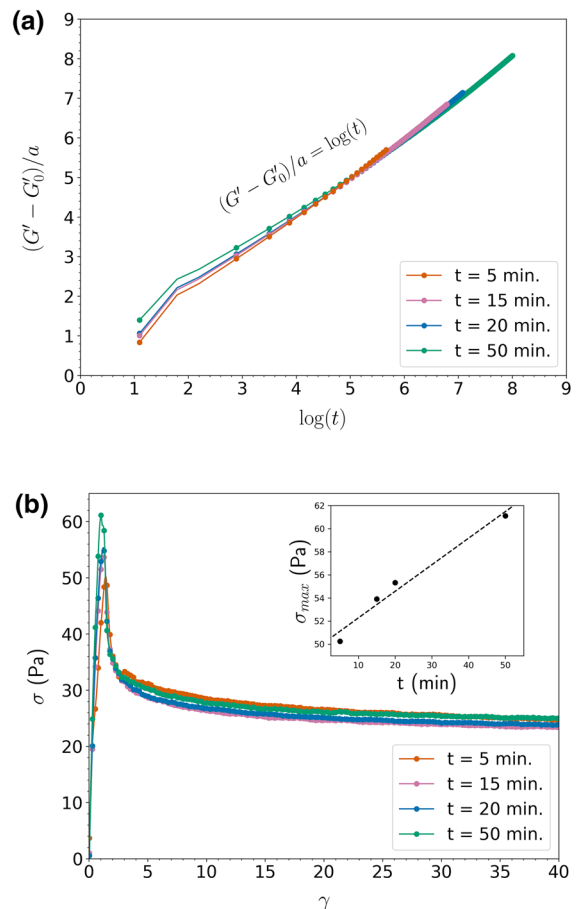 (a)
9
8
7
6
5
4
3
2
1
0
(G′ − G′₀)/a
(G′ − G′₀)/a = log(t)
t = 5 min.
t = 15 min.
t = 20 min.
t = 50 min.
0 1 2 3 4 5 6 7 8 9
log(t)
(b)
60
50
40
30
20
10
0
σ (Pa)
62
60
58
56
54
52
50
σmax (Pa)
0 10 20 30 40 50
t (min)
t = 5 min.
t = 15 min.
t = 20 min.
t = 50 min.
0 5 10 15 20 25 30 35 40
γ